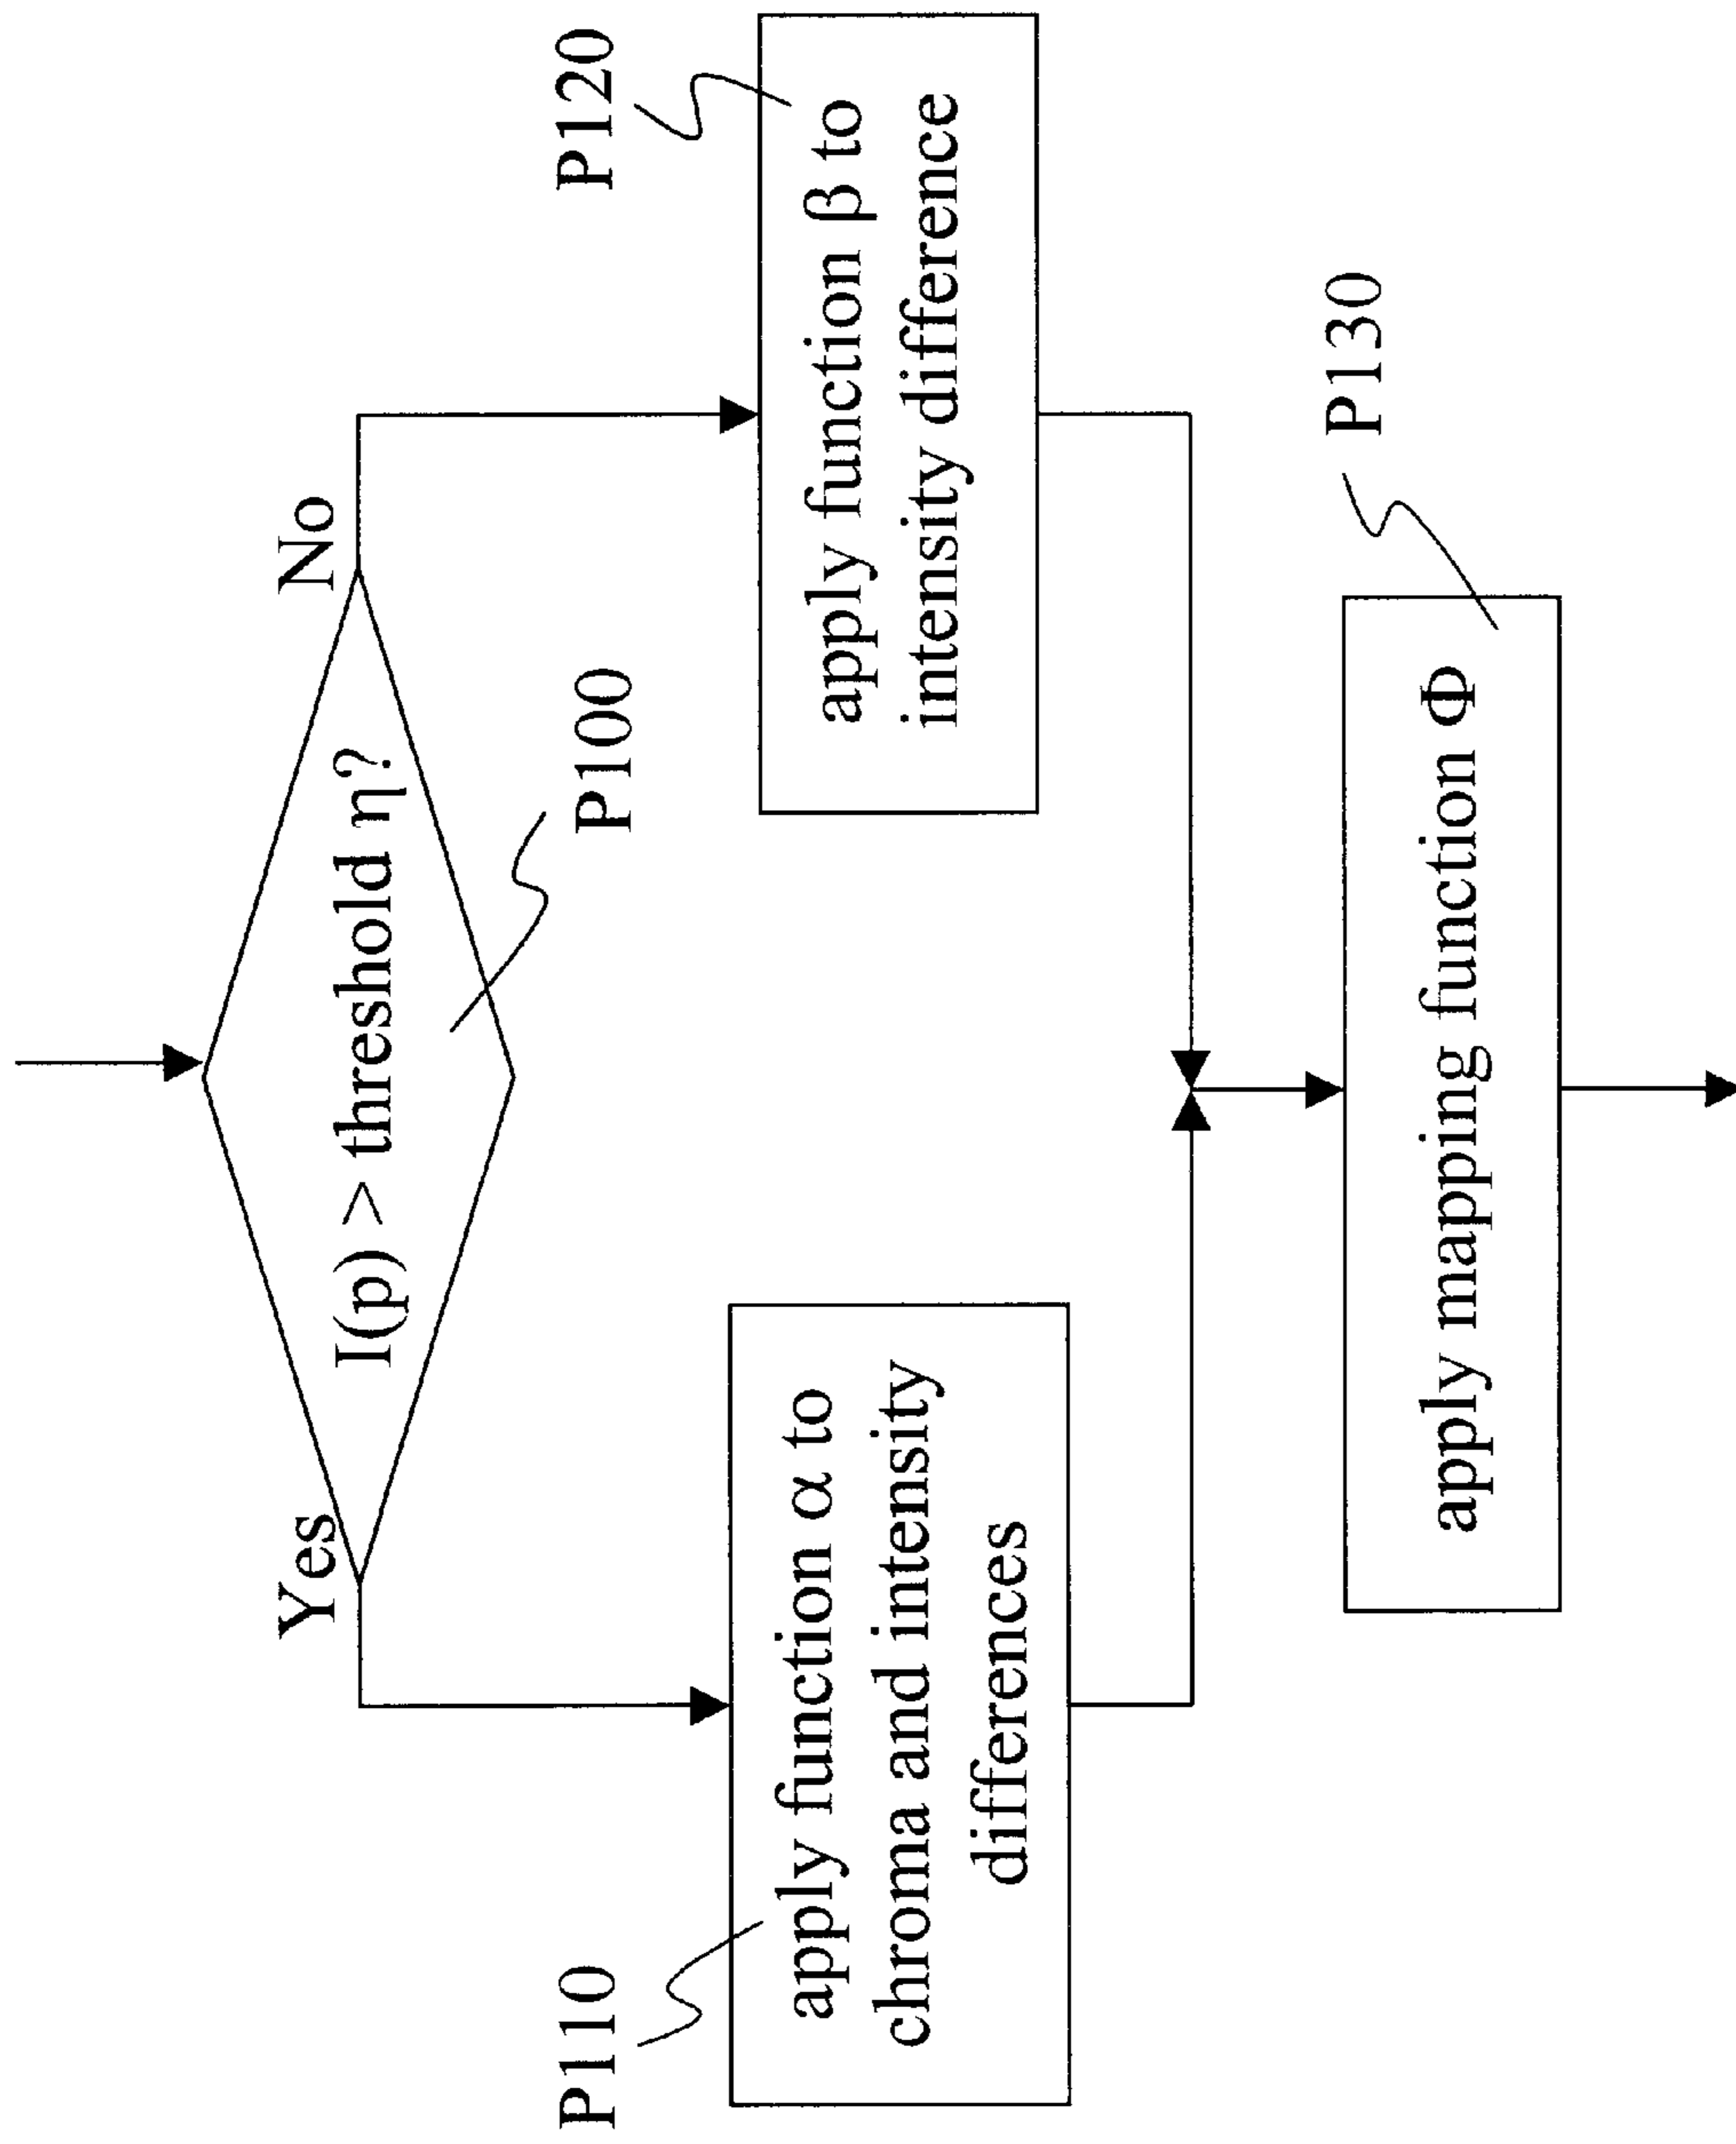 Yes
No
I(p) > threshold η?
P100
P110
apply function α to
chroma and intensity
differences
P120
apply function β to
intensity difference
P130
apply mapping function Φ